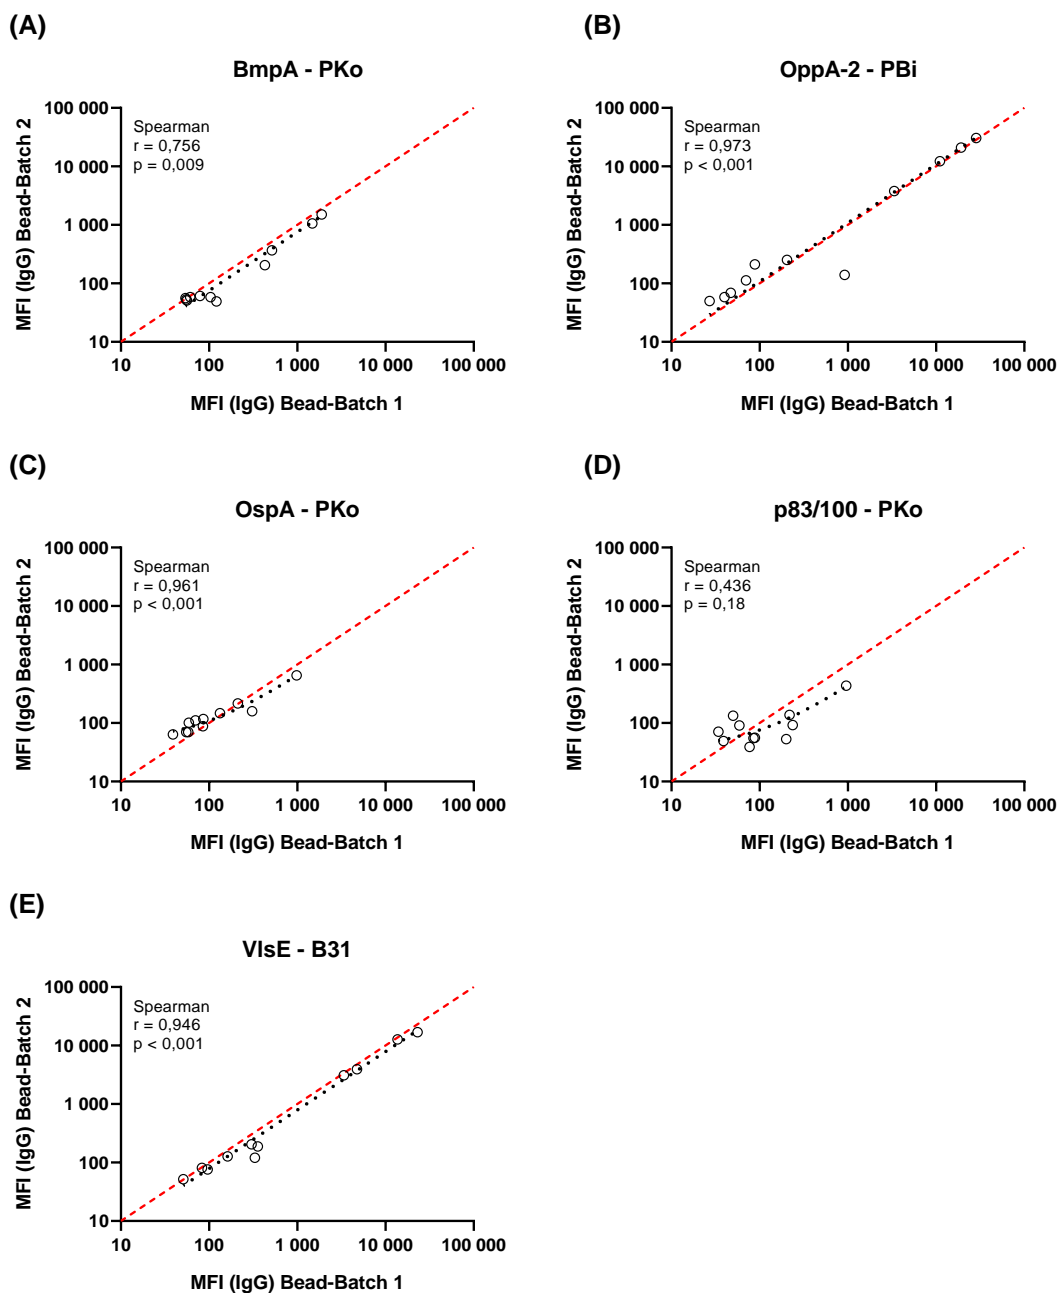 (A)
BmpA - PKo
MFI (IgG) Bead-Batch 2
100 000
10 000
1 000
100
10
Spearman
r = 0,756
p = 0,009
10 100 1 000 10 000 100 000
MFI (IgG) Bead-Batch 1
(B)
OppA-2 - PBi
MFI (IgG) Bead-Batch 2
100 000
10 000
1 000
100
10
Spearman
r = 0,973
p < 0,001
10 100 1 000 10 000 100 000
MFI (IgG) Bead-Batch 1
(C)
OspA - PKo
MFI (IgG) Bead-Batch 2
100 000
10 000
1 000
100
10
Spearman
r = 0,961
p < 0,001
10 100 1 000 10 000 100 000
MFI (IgG) Bead-Batch 1
(D)
p83/100 - PKo
MFI (IgG) Bead-Batch 2
100 000
10 000
1 000
100
10
Spearman
r = 0,436
p = 0,18
10 100 1 000 10 000 100 000
MFI (IgG) Bead-Batch 1
(E)
VlsE - B31
MFI (IgG) Bead-Batch 2
100 000
10 000
1 000
100
10
Spearman
r = 0,946
p < 0,001
10 100 1 000 10 000 100 000
MFI (IgG) Bead-Batch 1